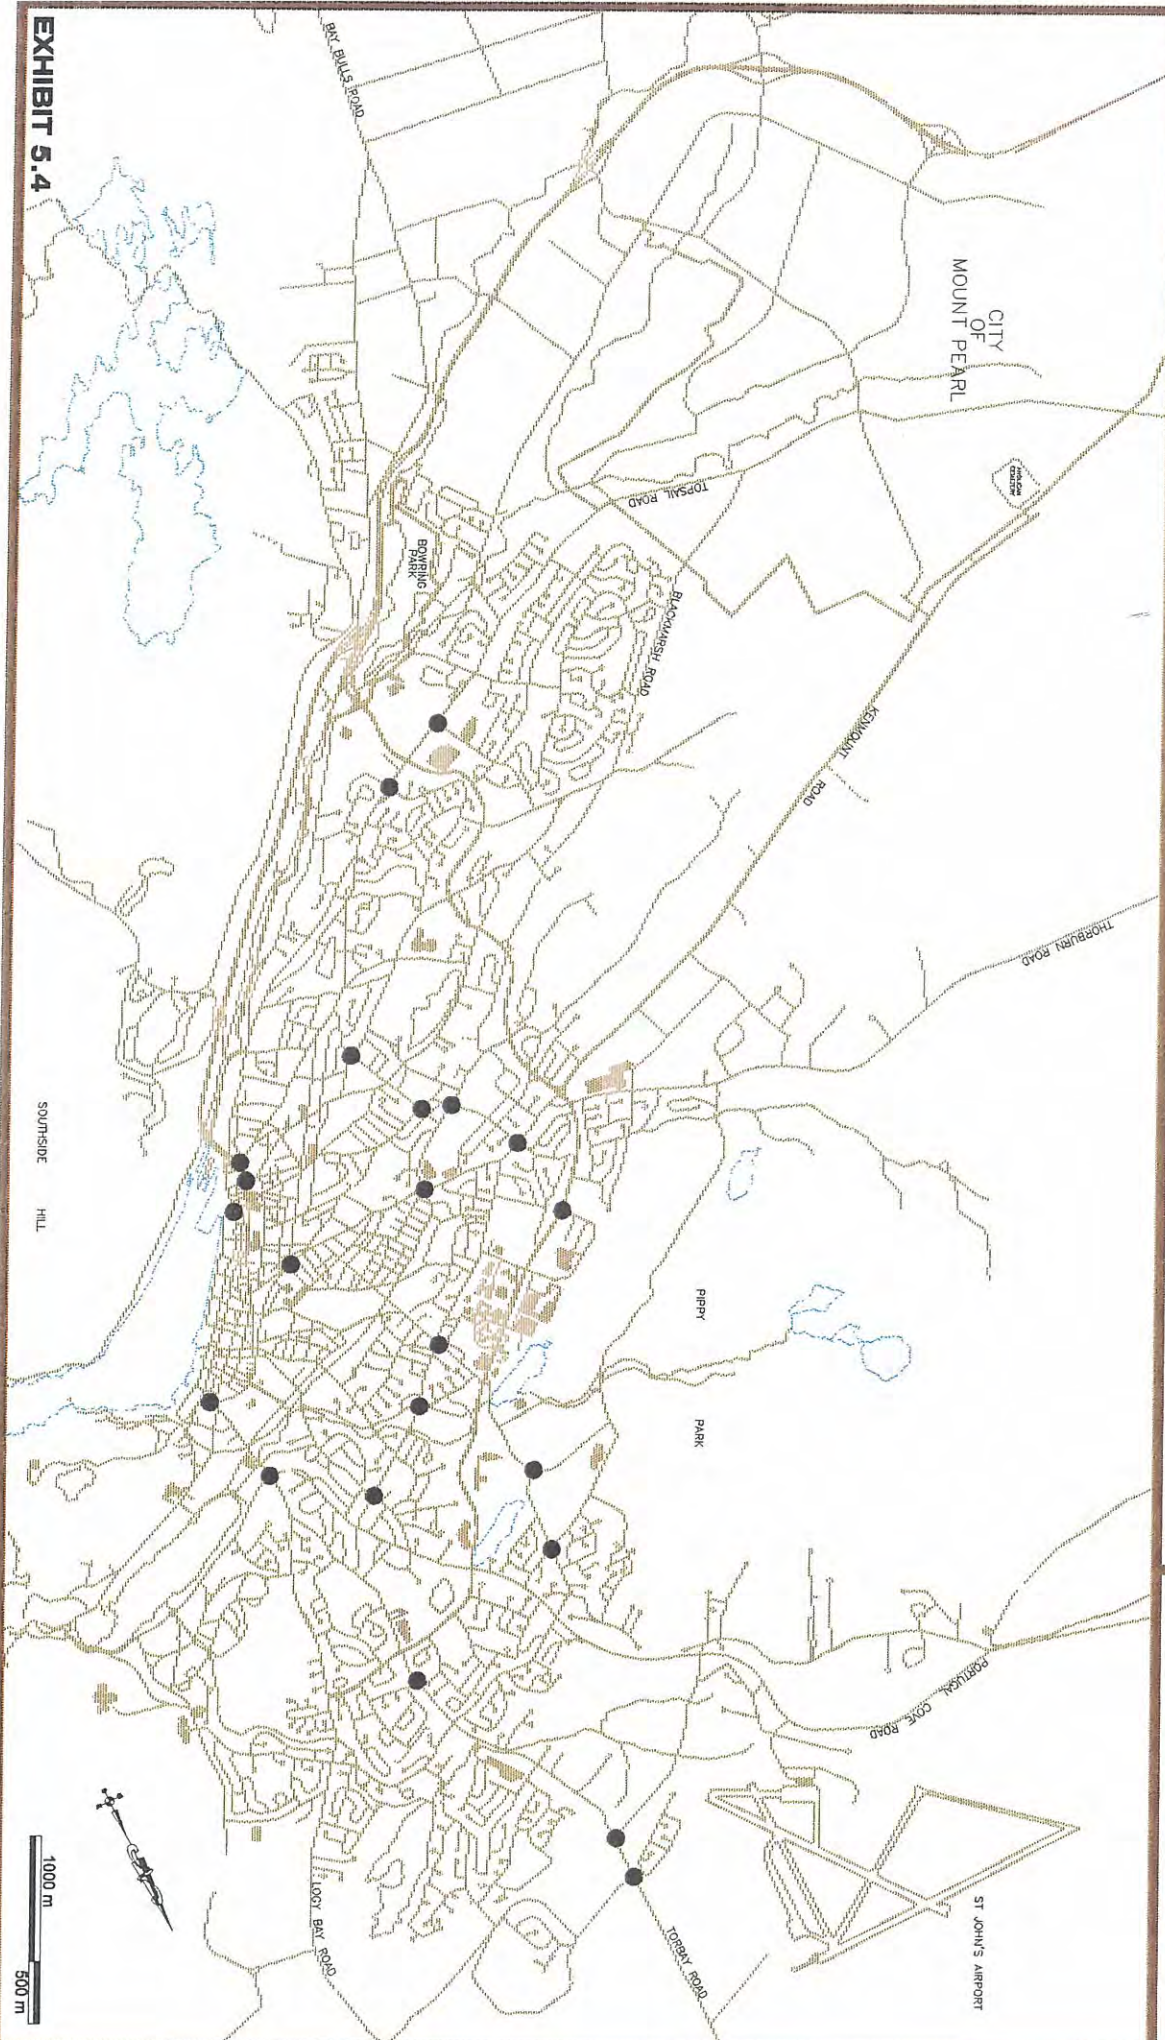 EXHIBIT 5.4
BAY BULLS ROAD
CITY
OF
MOUNT PEARL
AVALON
TOPSAIL ROAD
BOWRING
PARK
BLACKMARSH ROAD
KENMOUNT
ROAD
THORBURN ROAD
SOUTHSIDE HILL
PIPPY PARK
PORTUGAL COVE ROAD
ST JOHN'S AIRPORT
LOGY BAY ROAD
TORBAY ROAD
1000 m
500 m